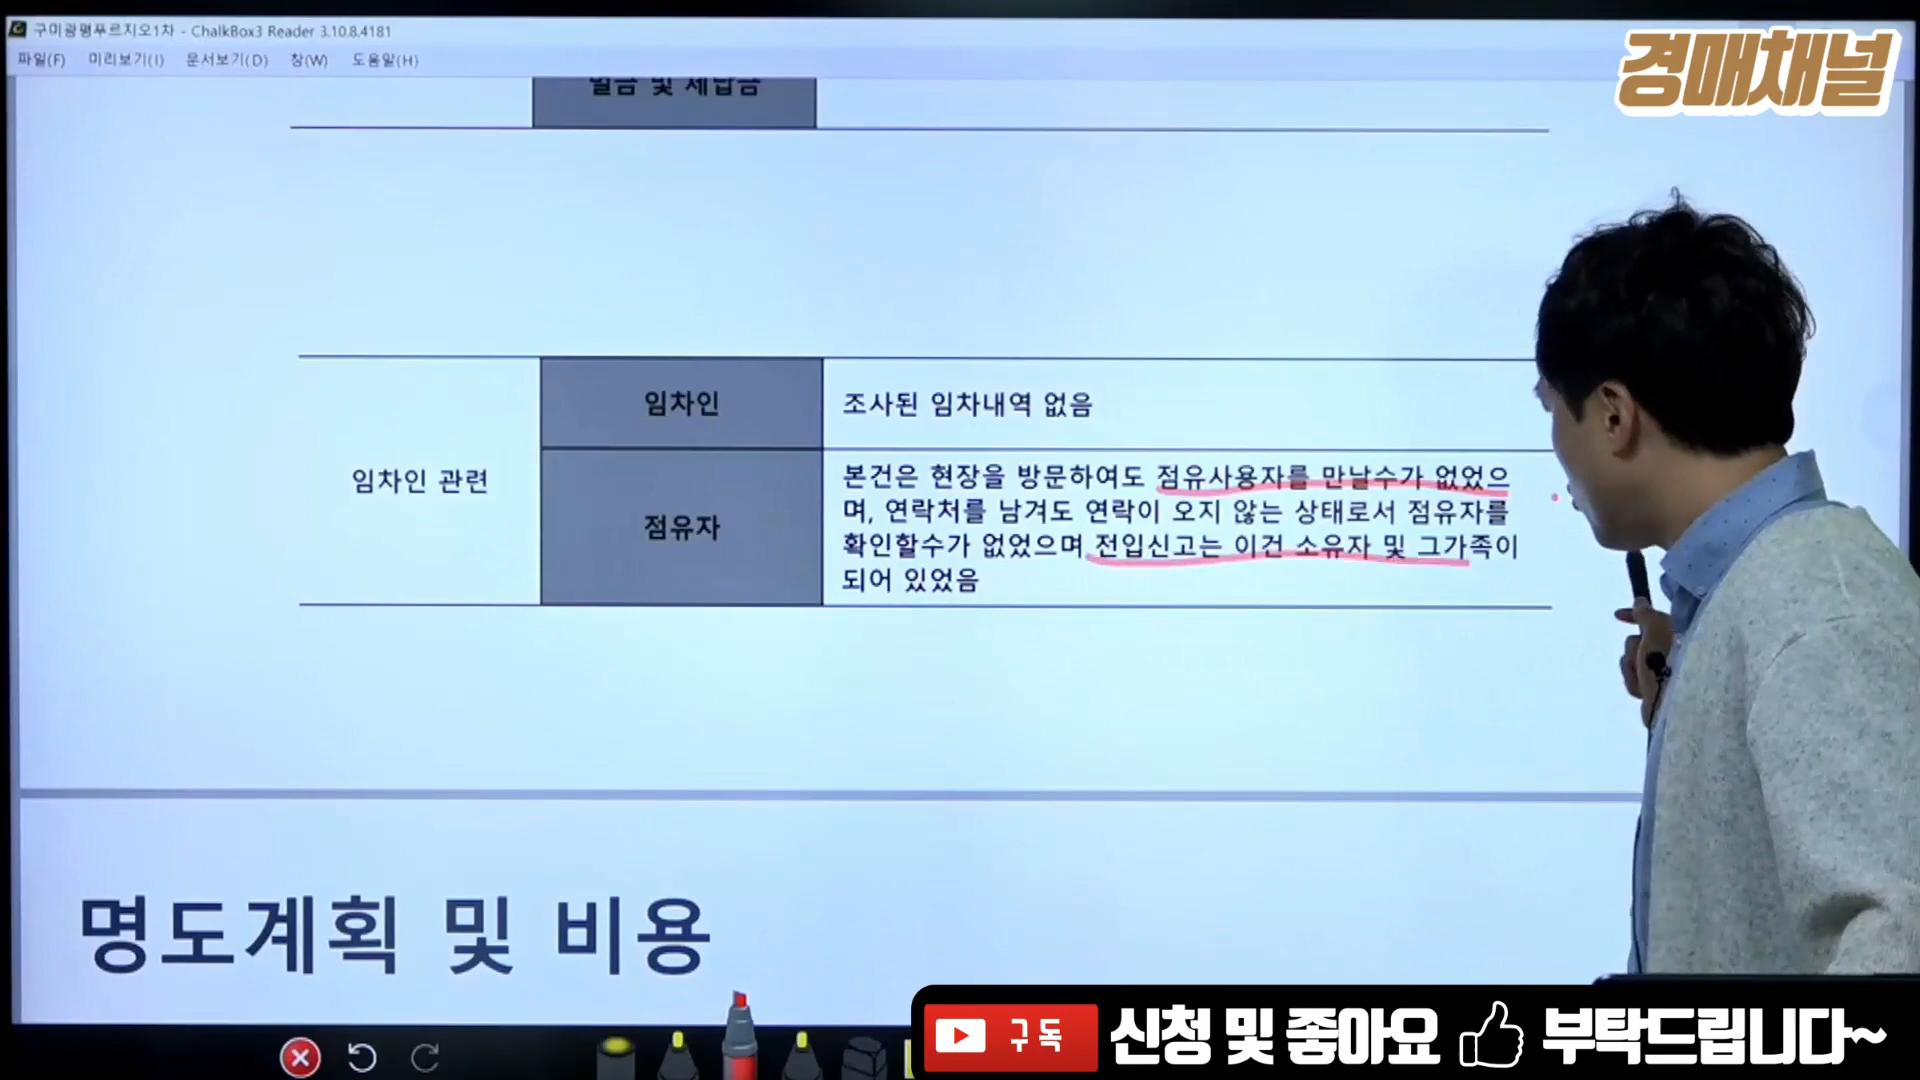 구미광평푸르지오1차 - ChalkBox3 Reader 3.10.8.4181
파일(F) 미리보기(I) 문서보기(D) 창(W) 도움말(H)
경매채널
및 체납금
임차인 관련
임차인
조사된 임차내역 없음
점유자
본건은 현장을 방문하여도 점유사용자를 만날수가 없었으
며, 연락처를 남겨도 연락이 오지 않는 상태로서 점유자를
확인할수가 없었으며 전입신고는 이건 소유자 및 그가족이
되어 있었음
명도계획 및 비용
구독
신청 및 좋아요 부탁드립니다~